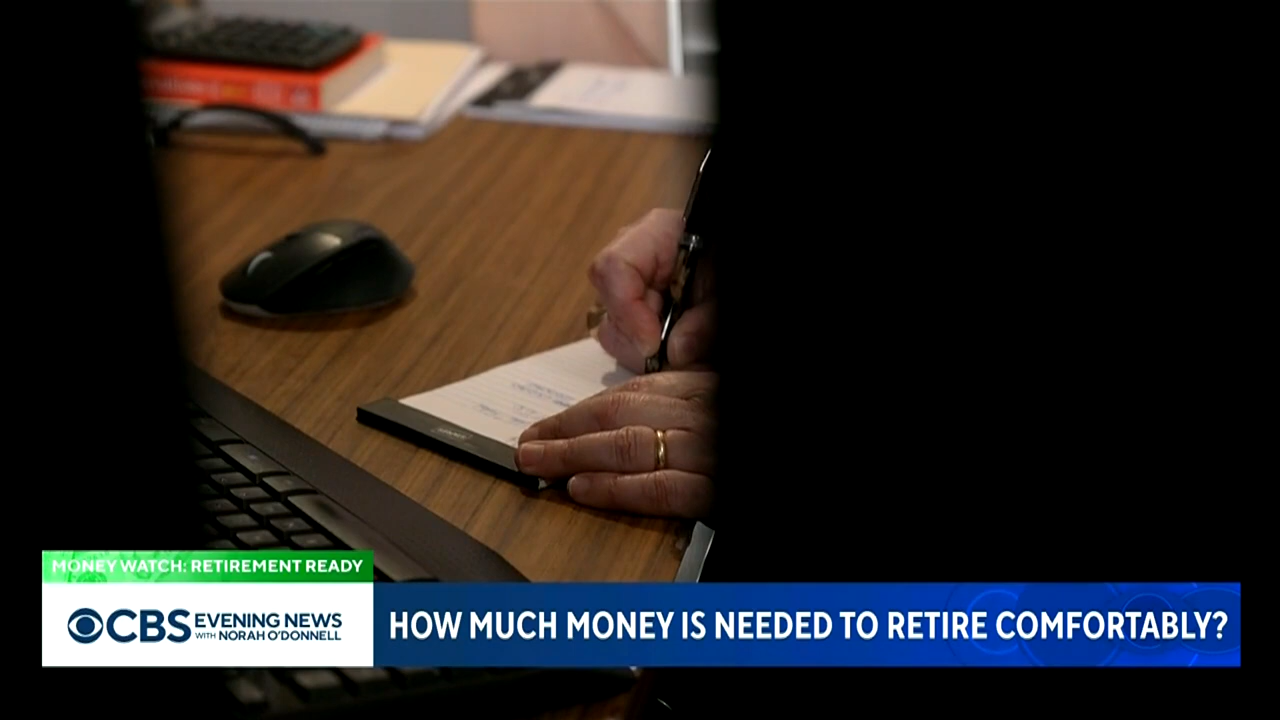 MONEY WATCH: RETIREMENT READY
CBS EVENING NEWS
WITH NORAH O'DONNELL
HOW MUCH MONEY IS NEEDED TO RETIRE COMFORTABLY?